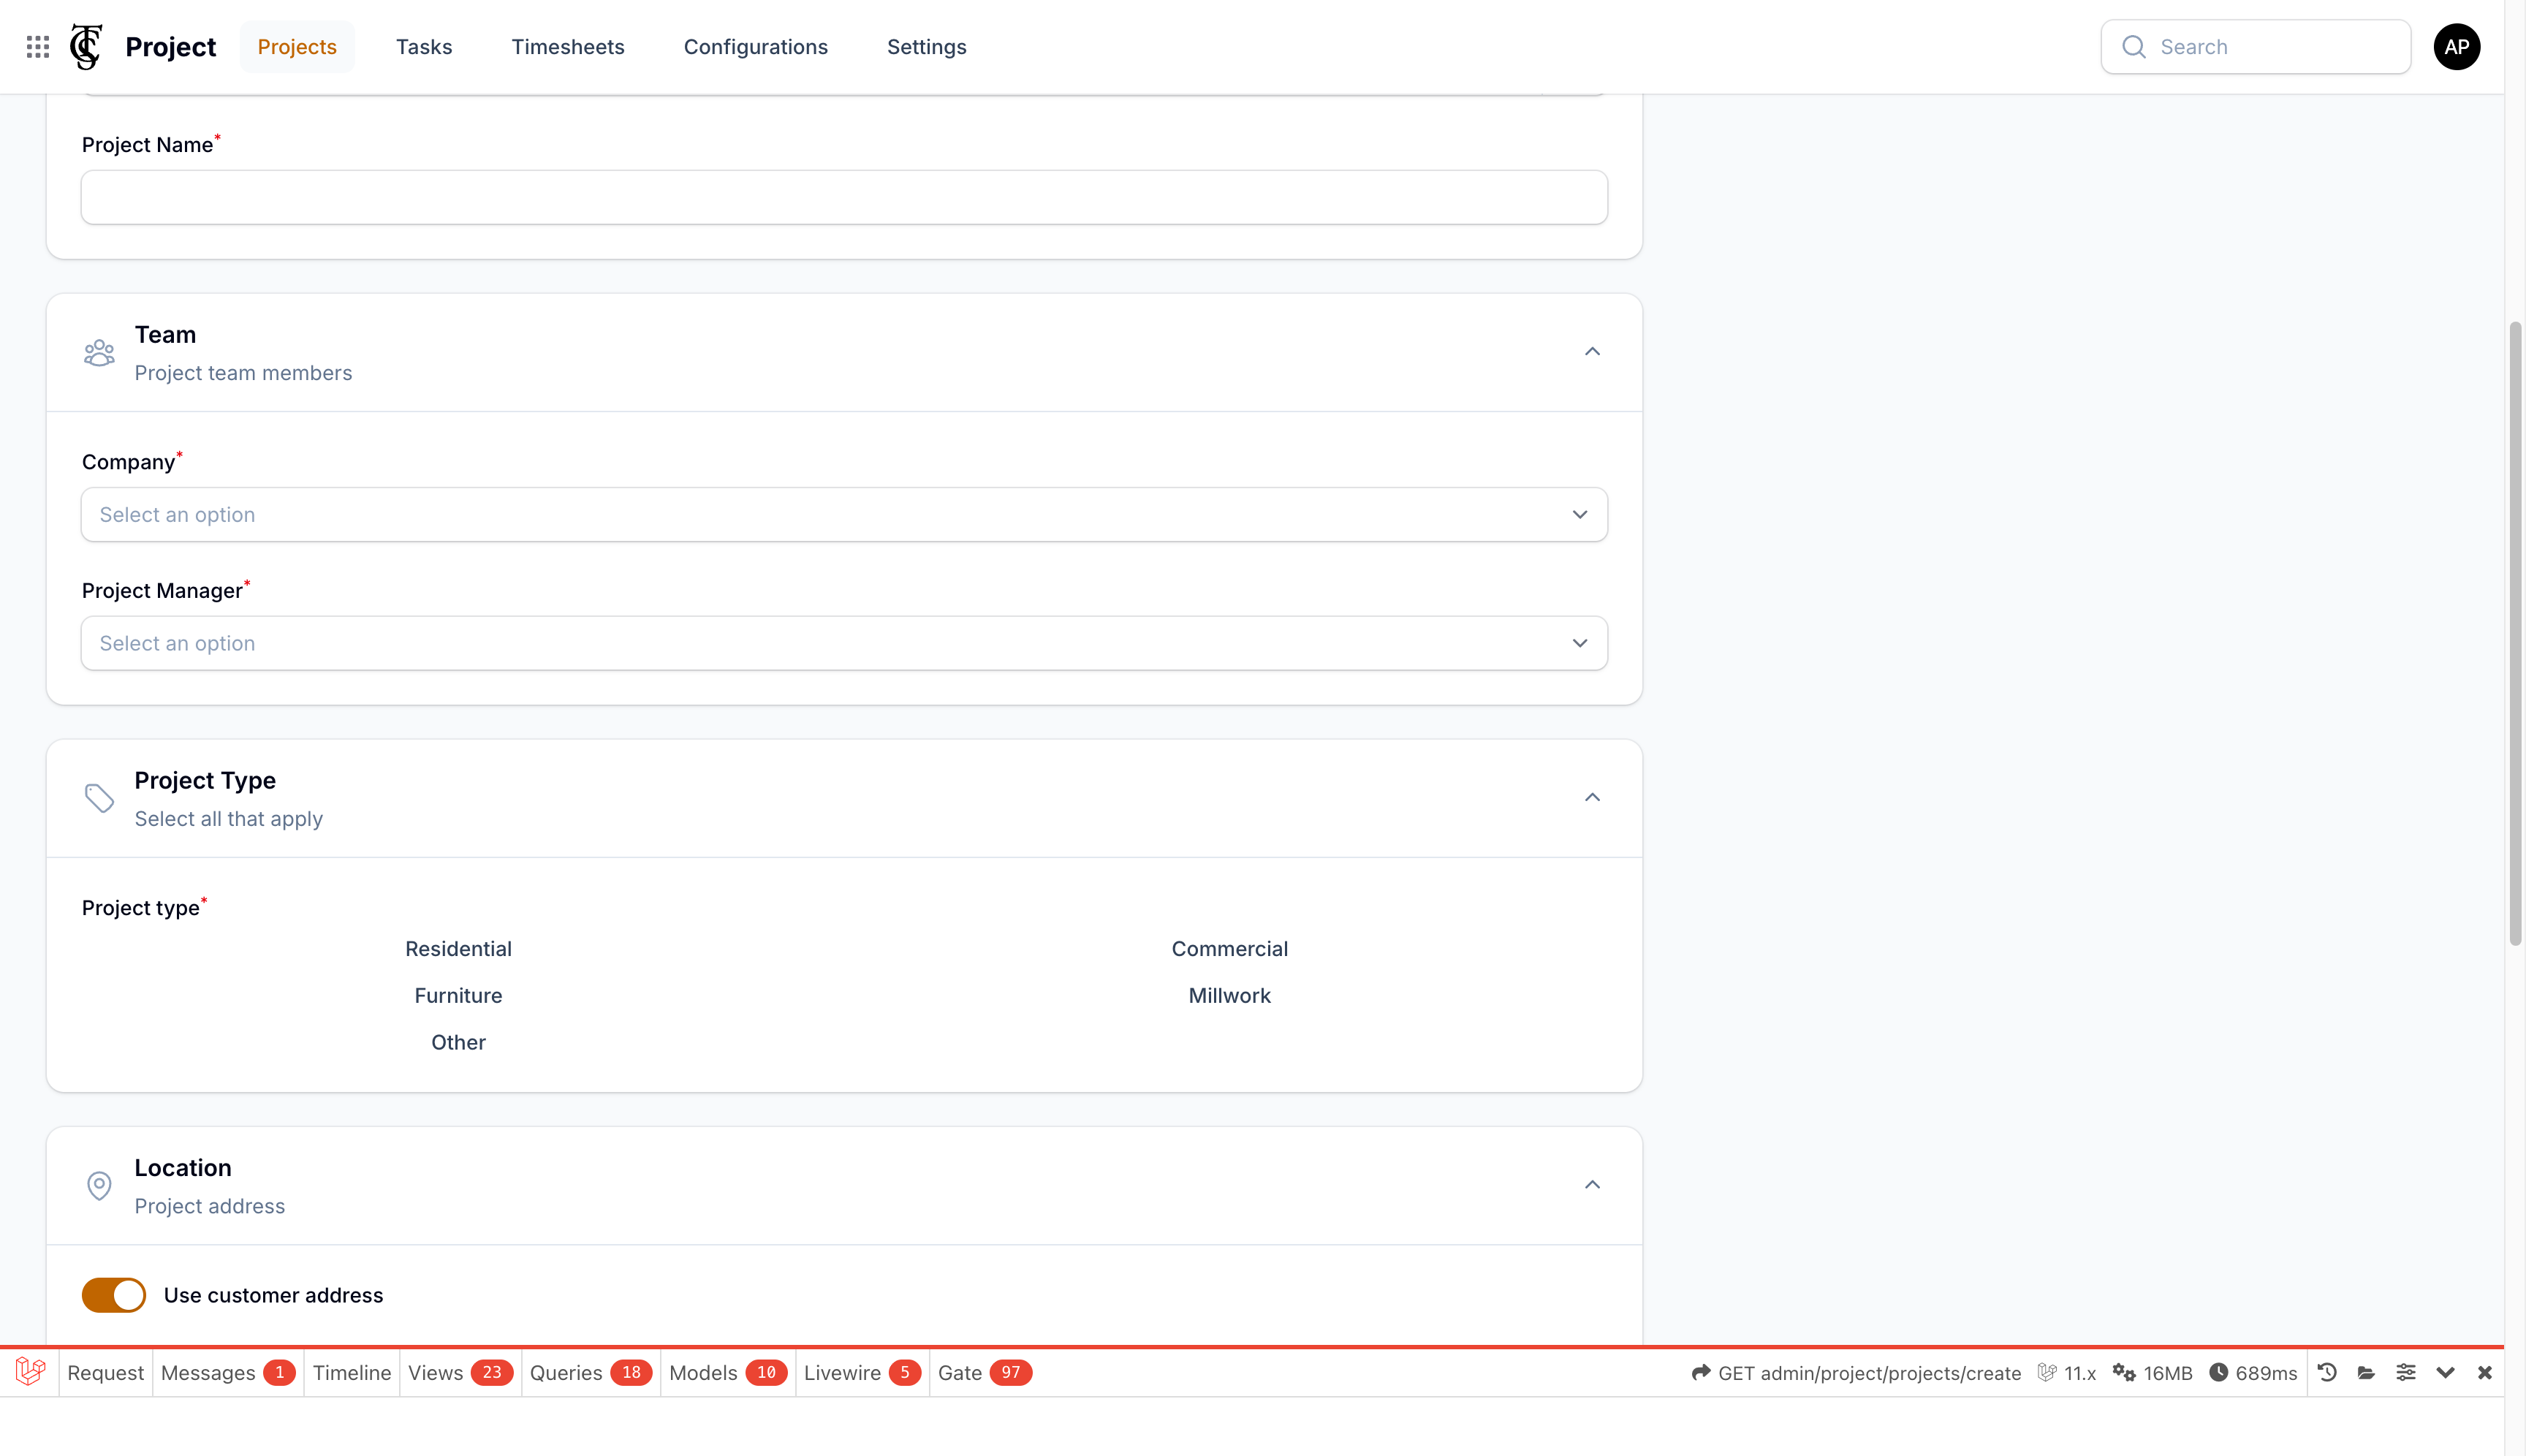 Project
Projects
Tasks
Timesheets
Configurations
Settings
Search
AP
Project Name*
Team
Project team members
Company*
Select an option
Project Manager*
Select an option
Project Type
Select all that apply
Project type*
Residential
Commercial
Furniture
Millwork
Other
Location
Project address
Use customer address
Request
Messages 1
Timeline
Views 23
Queries 18
Models 10
Livewire 5
Gate 97
GET admin/project/projects/create
11.x
16MB
689ms